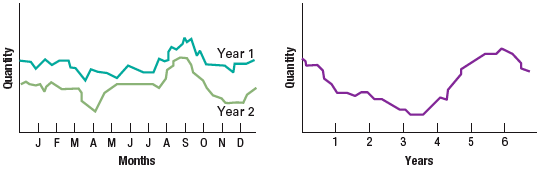 Quantity
Year 1
Year 2
J F M A M J J A S O N D
Months
Quantity
1 2 3 4 5 6
Years